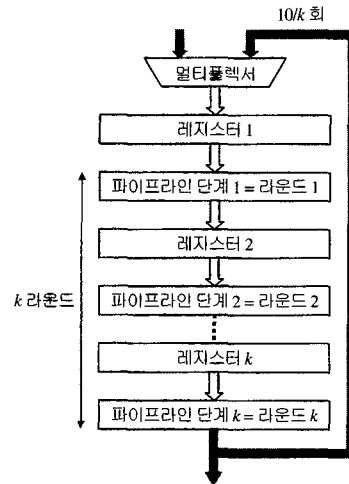 10/k 회
멀티플렉서
레지스터 1
파이프라인 단계 1 = 라운드 1
레지스터 2
k 라운드
파이프라인 단계 2 = 라운드 2
레지스터 k
파이프라인 단계 k = 라운드 k